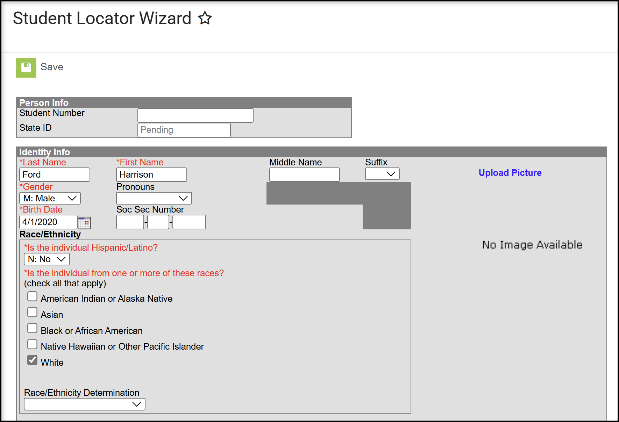 Student Locator Wizard
Save
Person Info
Student Number
State ID Pending
Identity Info
*Last Name *First Name Middle Name Suffix
Ford Harrison
Upload Picture
*Gender Pronouns
M: Male
*Birth Date Soc Sec Number
4/1/2020 - -
Race/Ethnicity
No Image Available
*Is the individual Hispanic/Latino?
N: No
*Is the individual from one or more of these races?
(check all that apply)
American Indian or Alaska Native
Asian
Black or African American
Native Hawaiian or Other Pacific Islander
White
Race/Ethnicity Determination